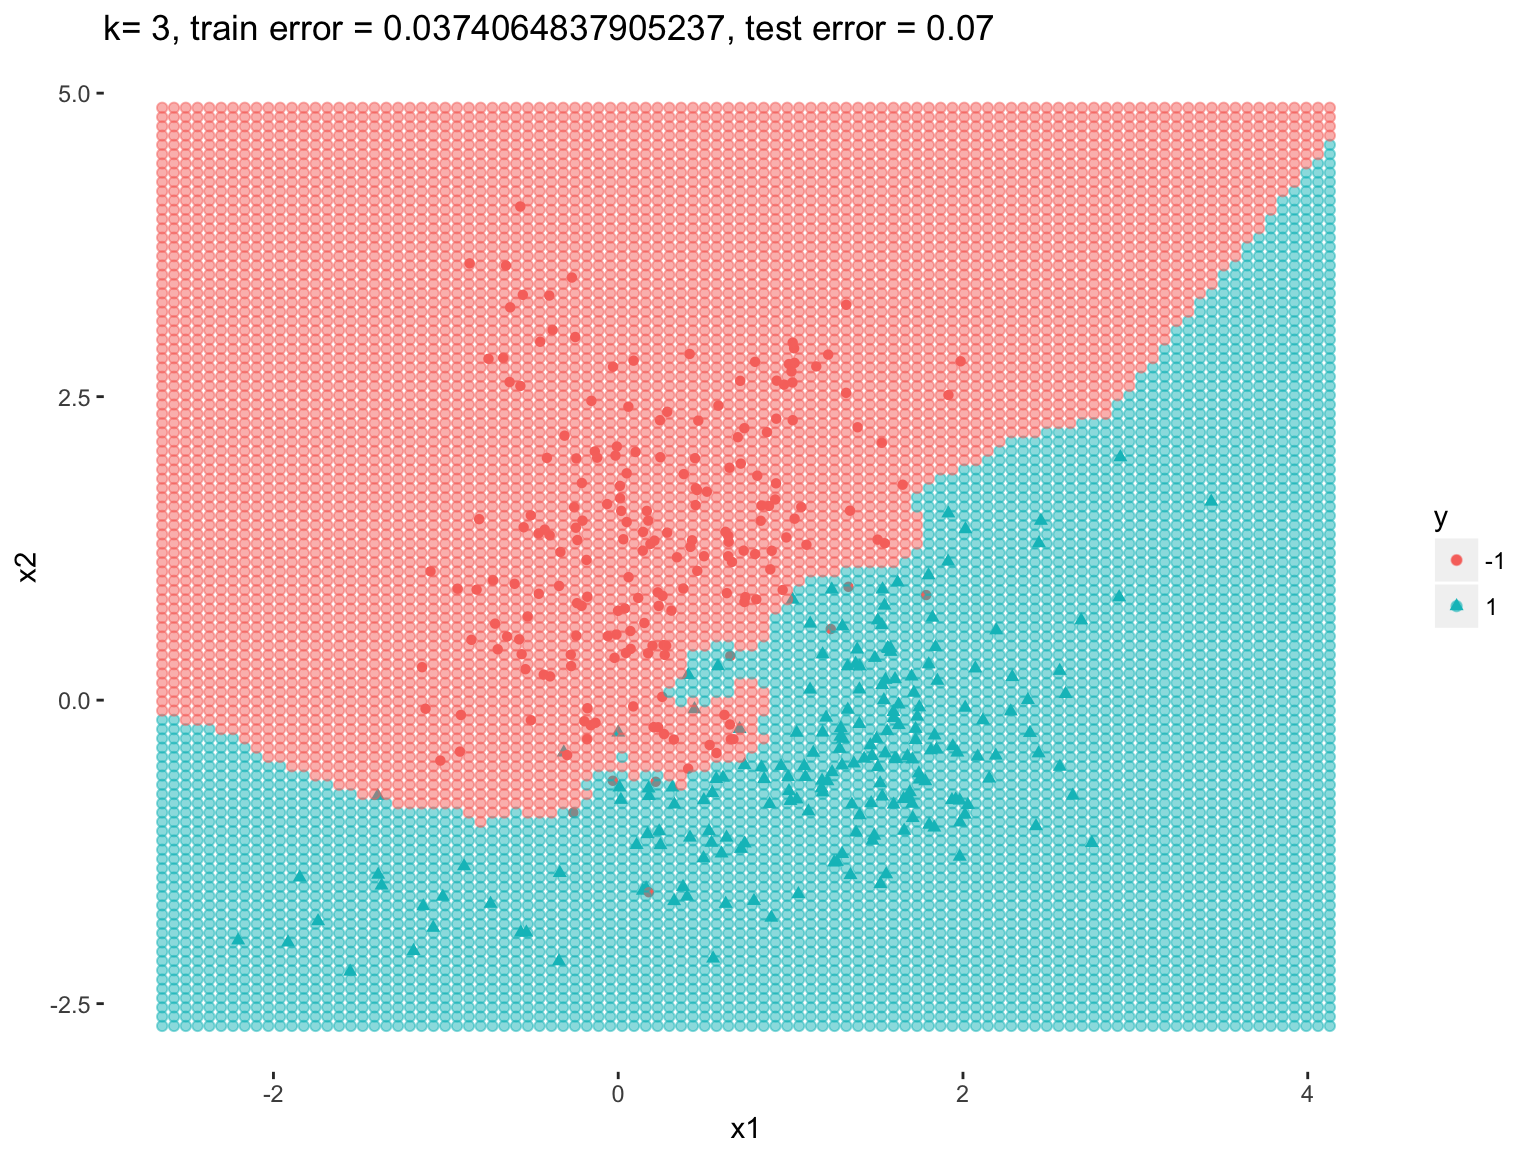 k= 3, train error = 0.0374064837905237, test error = 0.07
5.0
2.5
0.0
-2.5
x2
-2
0
2
4
x1
y
-1
1